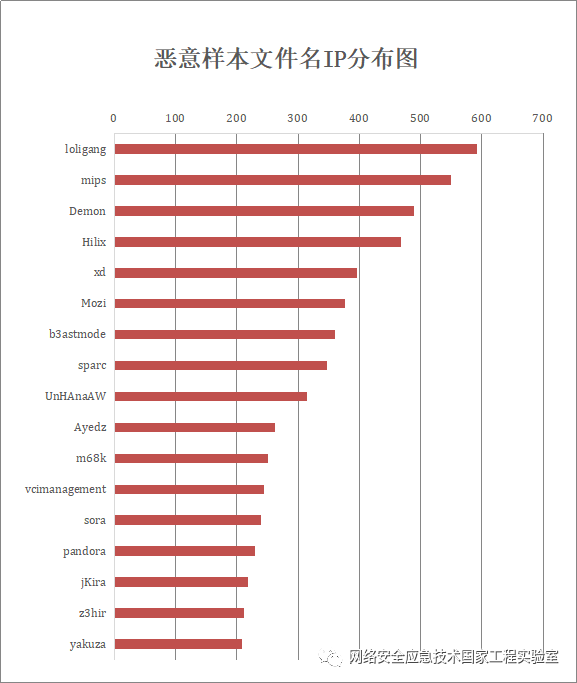 恶意样本文件名IP分布图
0 100 200 300 400 500 600 700
loligang
mips
Demon
Hilix
xd
Mozi
b3astmode
sparc
UnHAnaAW
Ayedz
m68k
vcimanagement
sora
pandora
jKira
z3hir
yakuza
网络安全应急技术国家工程实验室